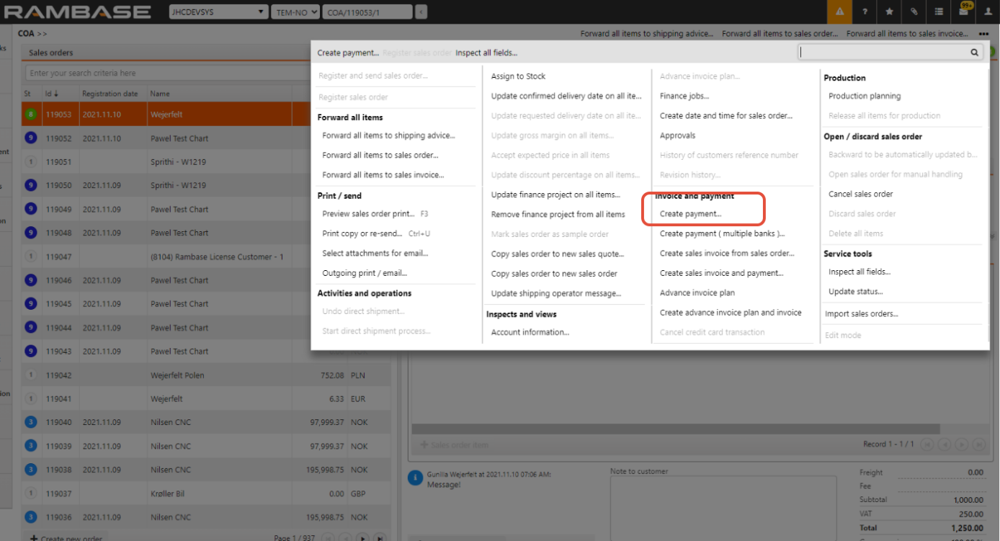 RAMBASE JHCDEVSYS TEM-NO COA/119053/1 ? 99+
COA >> Forward all items to shipping advice... Forward all items to sales order... Forward all items to sales invoice...
Sales orders
Enter your search criteria here
St Id Registration date Name
8 119053 2021.11.10 Wejerfelt
9 119052 2021.11.10 Pawel Test Chart
1 119051 Sprithi - W1219
9 119050 2021.11.09 Sprithi - W1219
9 119049 2021.11.09 Pawel Test Chart
9 119048 2021.11.09 Pawel Test Chart
1 119047 (8104) Rambase License Customer - 1
9 119046 2021.11.09 Pawel Test Chart
9 119045 2021.11.09 Pawel Test Chart
9 119044 2021.11.09 Pawel Test Chart
9 119043 2021.11.09 Pawel Test Chart
1 119042 Wejerfelt Polen 752.08 PLN
1 119041 Wejerfelt 6.33 EUR
3 119040 2021.11.09 Nilsen CNC 97,999.37 NOK
3 119039 2021.11.09 Nilsen CNC 97,999.37 NOK
3 119038 2021.11.09 Nilsen CNC 195,998.75 NOK
1 119037 Krøller Bil 0.00 GBP
3 119036 2021.11.09 Nilsen CNC 195,998.75 NOK
Create new order Page 1 / 937
Create payment... Register sales order Inspect all fields...
Register and send sales order...
Register sales order
Forward all items
Forward all items to shipping advice...
Forward all items to sales order...
Forward all items to sales invoice...
Print / send
Preview sales order print... F3
Print copy or re-send... Ctrl+U
Select attachments for email...
Outgoing print / email...
Activities and operations
Undo direct shipment...
Start direct shipment process...
Assign to Stock
Update confirmed delivery date on all ite...
Update requested delivery date on all ite...
Update gross margin on all items...
Accept expected price in all items
Update discount percentage on all items...
Update finance project on all items...
Remove finance project from all items
Mark sales order as sample order
Copy sales order to new sales quote...
Copy sales order to new sales order
Update shipping operator message...
Inspects and views
Account information...
Advance invoice plan...
Finance jobs...
Create date and time for sales order...
Approvals
History of customers reference number
Revision history...
Invoice and payment
Create payment...
Create payment ( multiple banks )...
Create sales invoice from sales order...
Create sales invoice and payment...
Advance invoice plan
Create advance invoice plan and invoice
Cancel credit card transaction
Production
Production planning
Release all items for production
Open / discard sales order
Backward to be automatically updated b...
Open sales order for manual handling
Cancel sales order
Discard sales order
Delete all items
Service tools
Inspect all fields...
Update status...
Import sales orders...
Edit mode
Sales order item Record 1 - 1 / 1
Gunilla Wejerfelt at 2021.11.10 07:06 AM:
Message!
Note to customer
Freight 0.00
Fee
Subtotal 1,000.00
VAT 250.00
Total 1,250.00